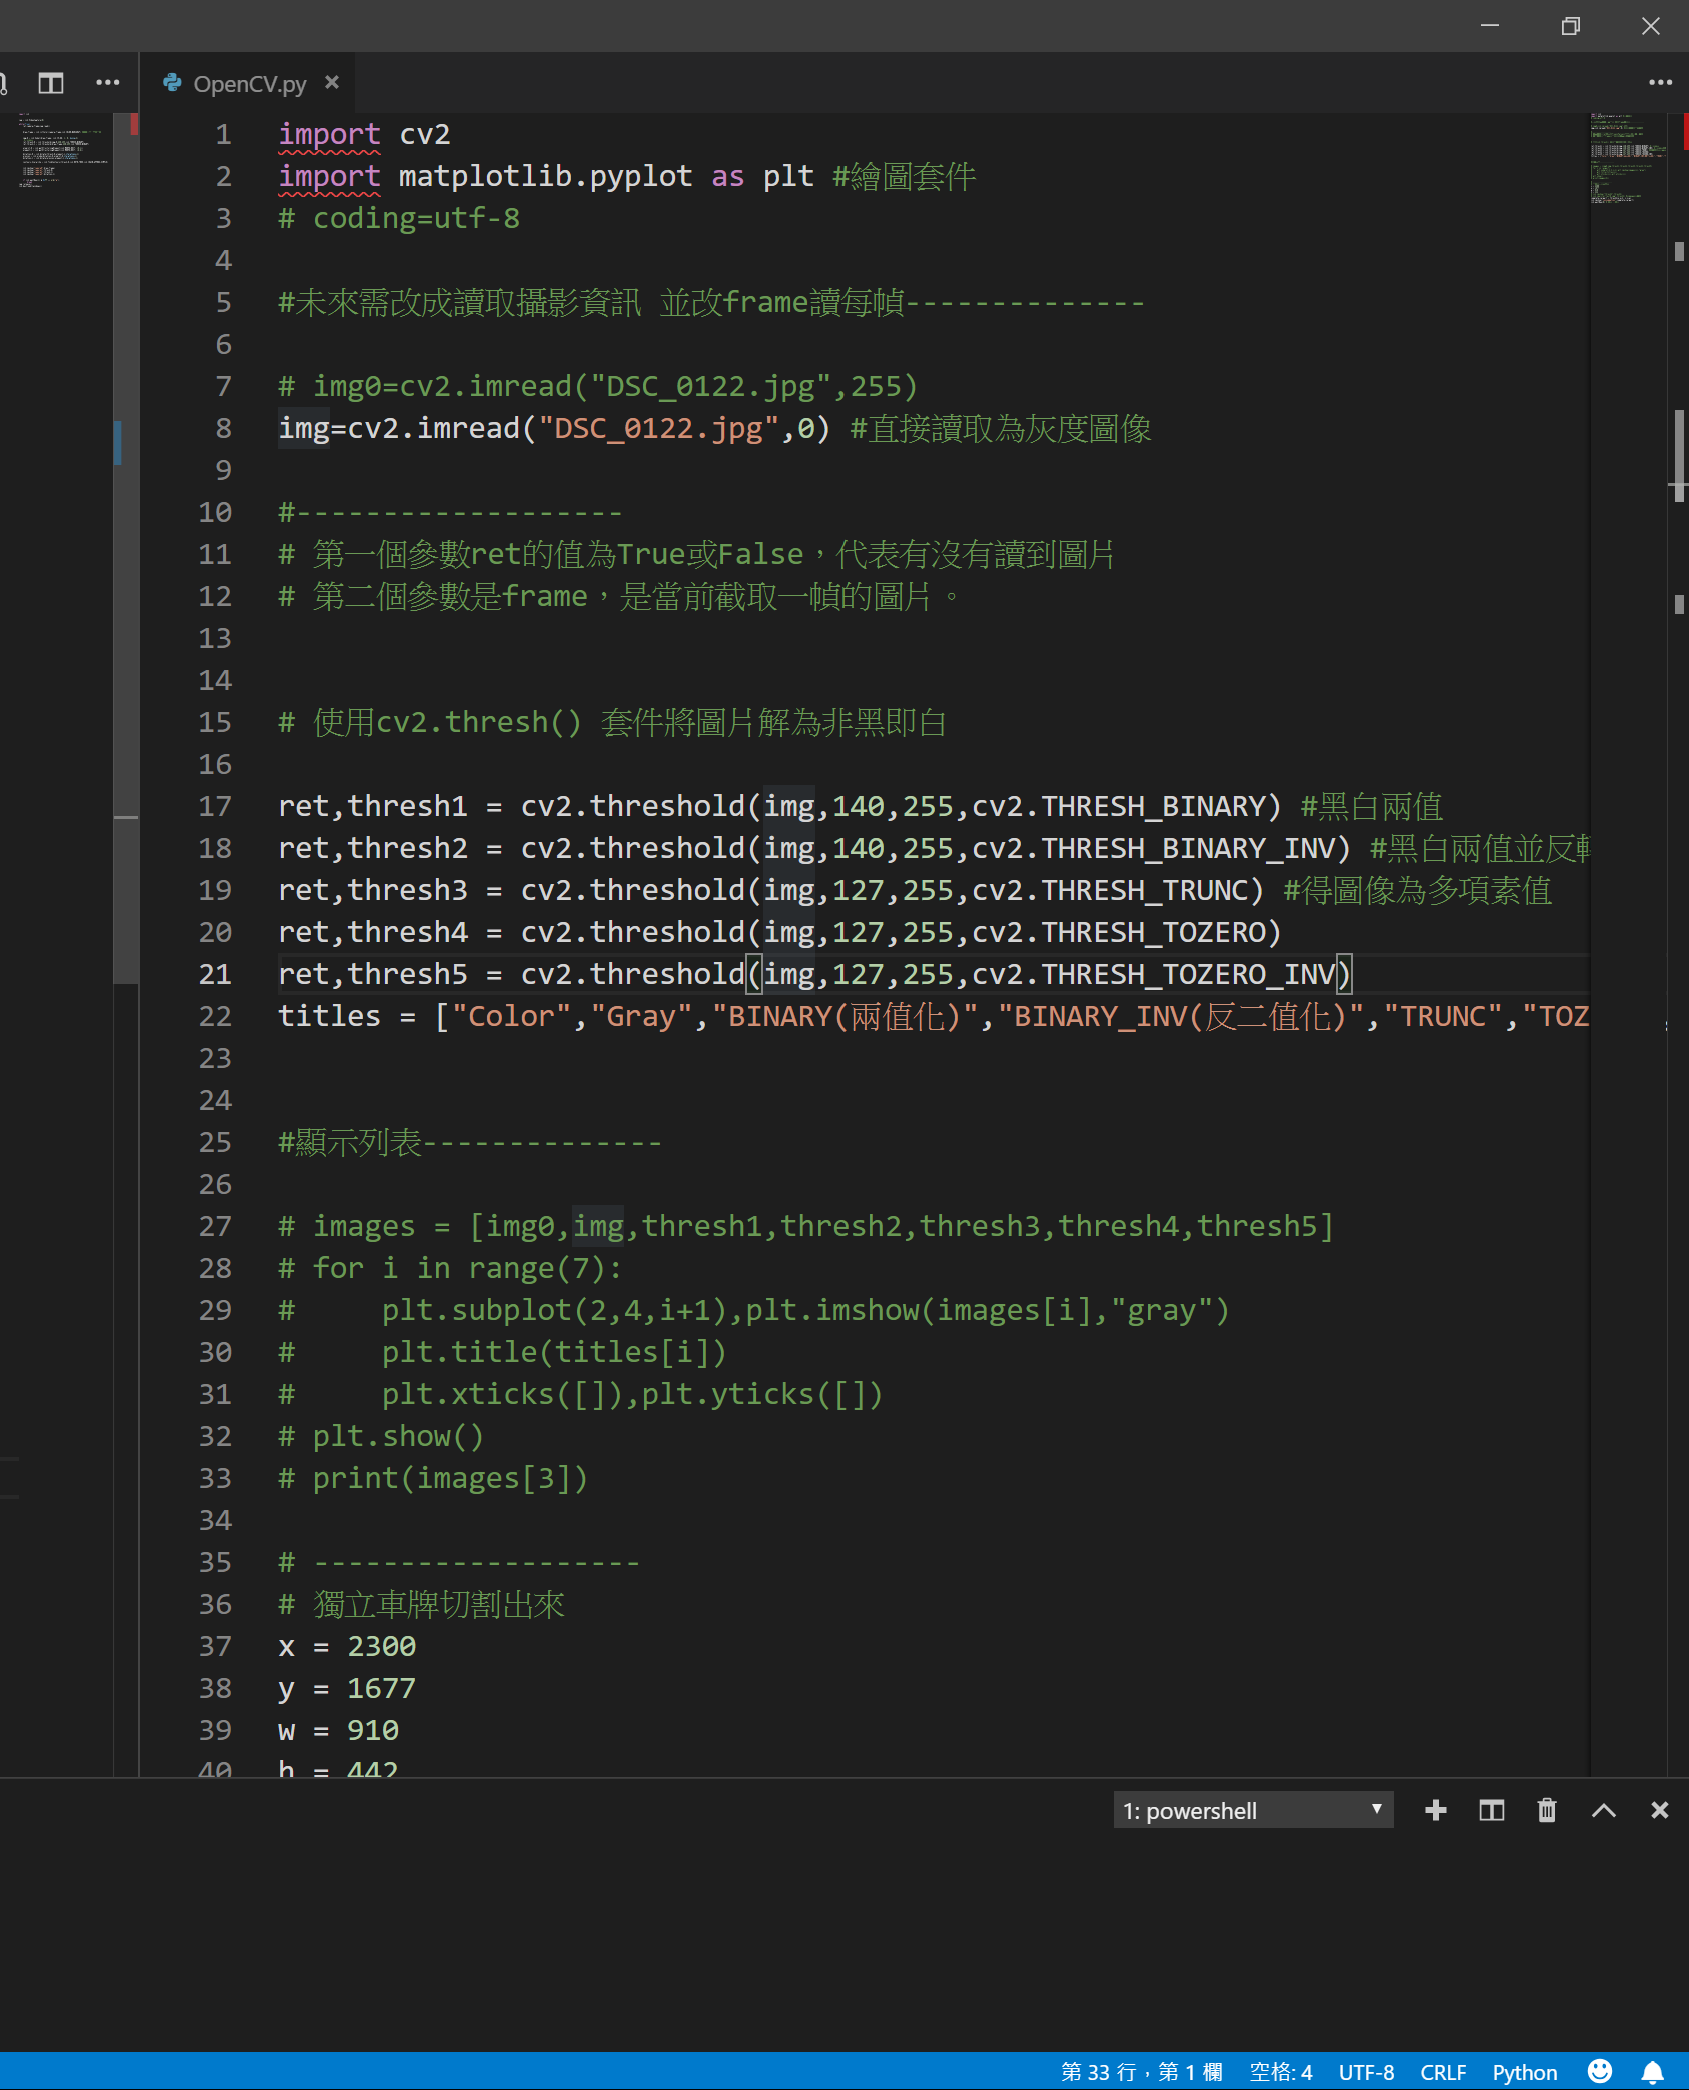 OpenCV.py
1 import cv2
2 import matplotlib.pyplot as plt #繪圖套件
3 # coding=utf-8
4
5 #未來需改成讀取攝影資訊 並改frame讀每幀--------------
6
7 # img0=cv2.imread("DSC_0122.jpg",255)
8 img=cv2.imread("DSC_0122.jpg",0) #直接讀取為灰度圖像
9
10 #-------------------
11 # 第一個參數ret的值為True或False，代表有沒有讀到圖片
12 # 第二個參數是frame，是當前截取一幀的圖片。
13
14
15 # 使用cv2.thresh() 套件將圖片解為非黑即白
16
17 ret,thresh1 = cv2.threshold(img,140,255,cv2.THRESH_BINARY) #黑白兩值
18 ret,thresh2 = cv2.threshold(img,140,255,cv2.THRESH_BINARY_INV) #黑白兩值並反轉
19 ret,thresh3 = cv2.threshold(img,127,255,cv2.THRESH_TRUNC) #得圖像為多項素值
20 ret,thresh4 = cv2.threshold(img,127,255,cv2.THRESH_TOZERO)
21 ret,thresh5 = cv2.threshold(img,127,255,cv2.THRESH_TOZERO_INV)
22 titles = ["Color","Gray","BINARY(兩值化)","BINARY_INV(反二值化)","TRUNC","TOZ
23
24
25 #顯示列表--------------
26
27 # images = [img0,img,thresh1,thresh2,thresh3,thresh4,thresh5]
28 # for i in range(7):
29 #     plt.subplot(2,4,i+1),plt.imshow(images[i],"gray")
30 #     plt.title(titles[i])
31 #     plt.xticks([]),plt.yticks([])
32 # plt.show()
33 # print(images[3])
34
35 # -------------------
36 # 獨立車牌切割出來
37 x = 2300
38 y = 1677
39 w = 910
40 h = 442
1: powershell
第 33 行，第 1 欄 空格: 4 UTF-8 CRLF Python